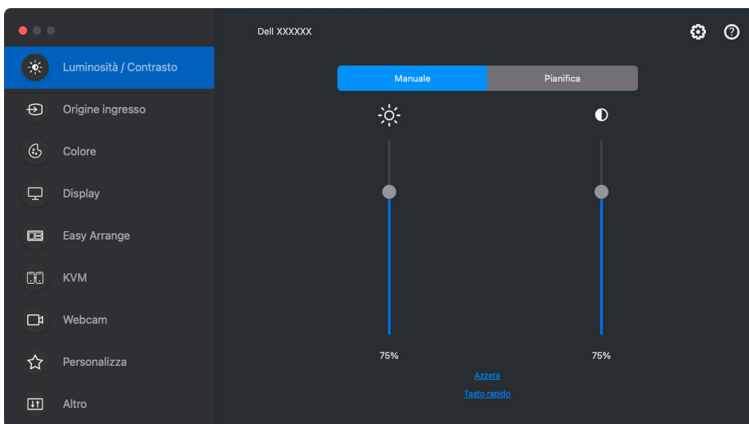 Dell XXXXXX
Luminosità / Contrasto
Origine ingresso
Colore
Display
Easy Arrange
KVM
Webcam
Personalizza
Altro
Manuale
Pianifica
75%
75%
Azzera
Tasto rapido